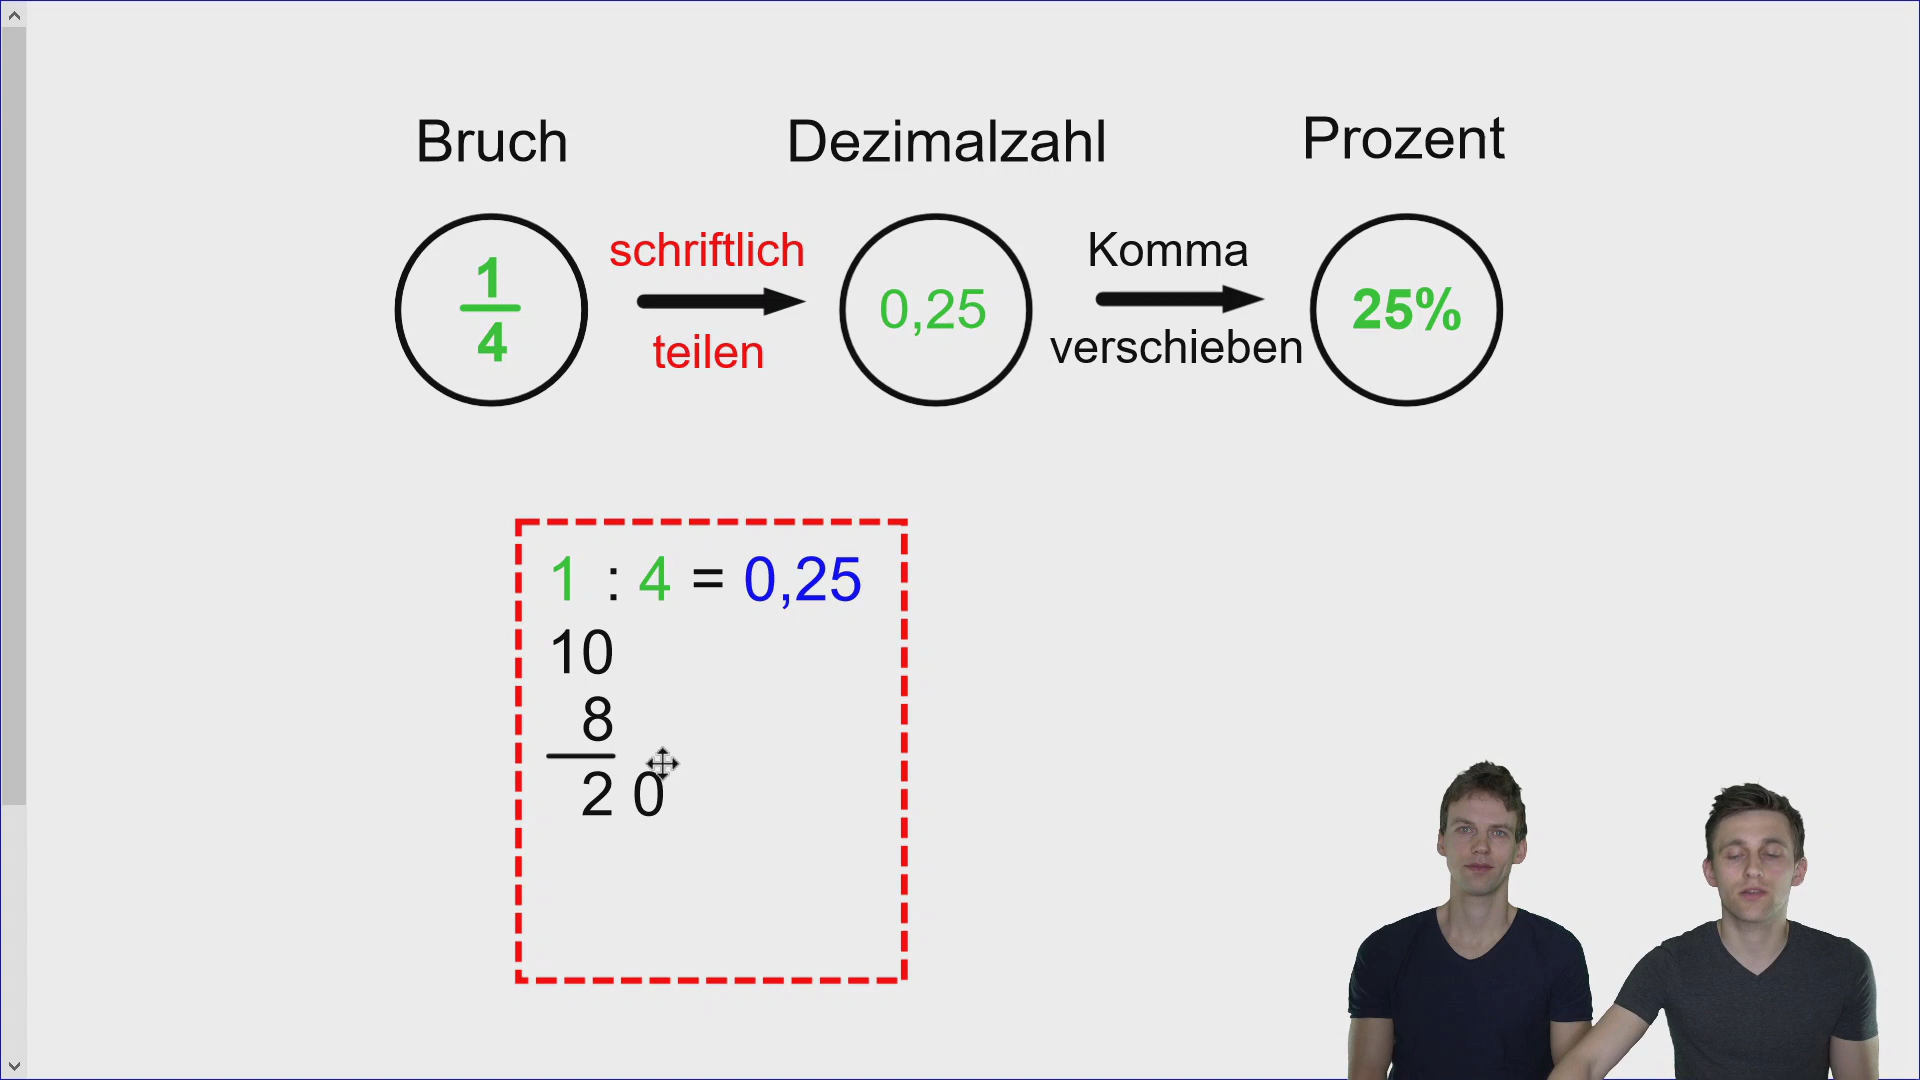 Bruch
Dezimalzahl
Prozent
1
4
schriftlich
teilen
0,25
Komma
verschieben
25%
1 : 4 = 0,25
10
8
2 0